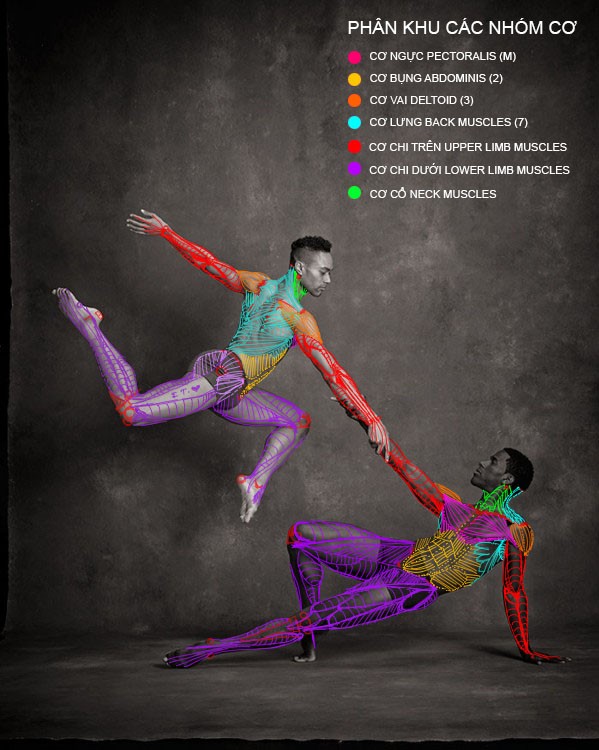 PHÂN KHU CÁC NHÓM CƠ
CƠ NGỰC PECTORALIS (M)
CƠ BỤNG ABDOMINIS (2)
CƠ VAI DELTOID (3)
CƠ LƯNG BACK MUSCLES (7)
CƠ CHI TRÊN UPPER LIMB MUSCLES
CƠ CHI DƯỚI LOWER LIMB MUSCLES
CƠ CỔ NECK MUSCLES